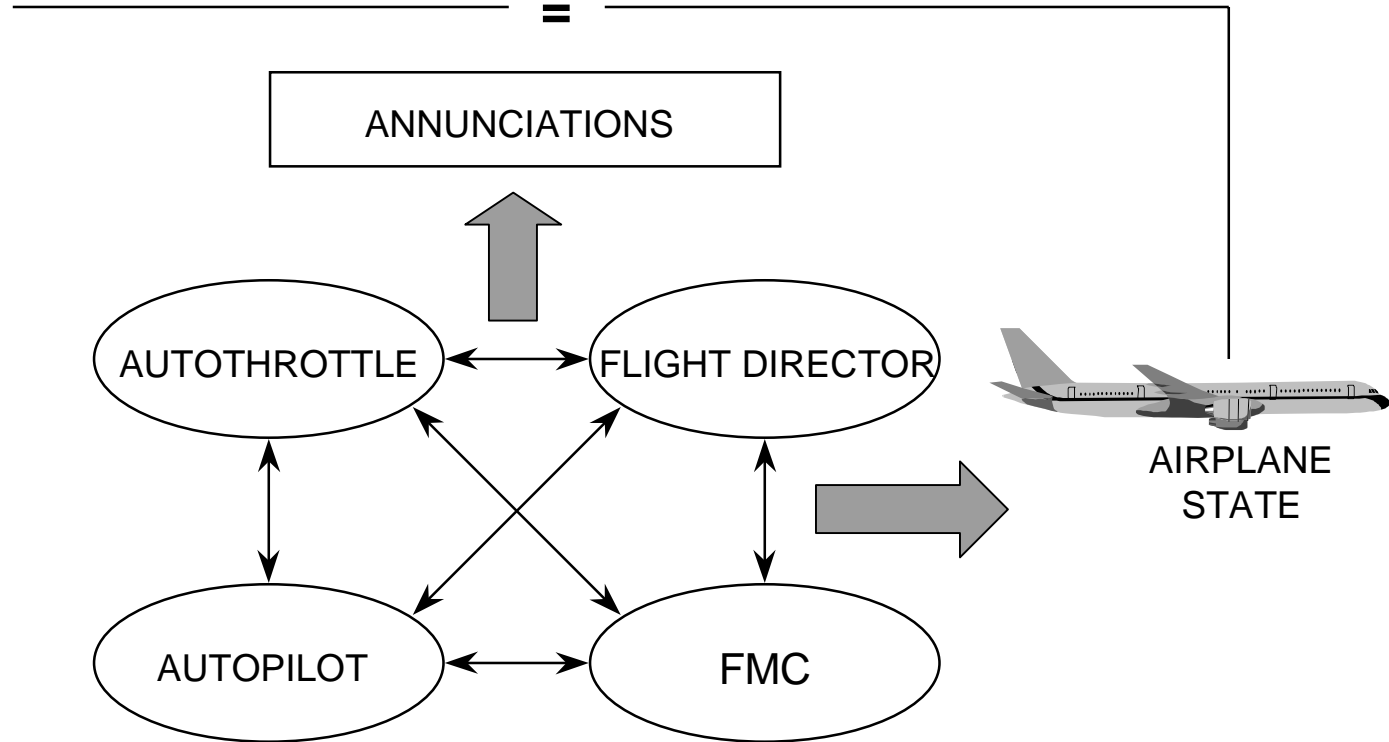 =
ANNUNCIATIONS
AUTOTHROTTLE
FLIGHT DIRECTOR
AIRPLANE
STATE
AUTOPILOT
FMC